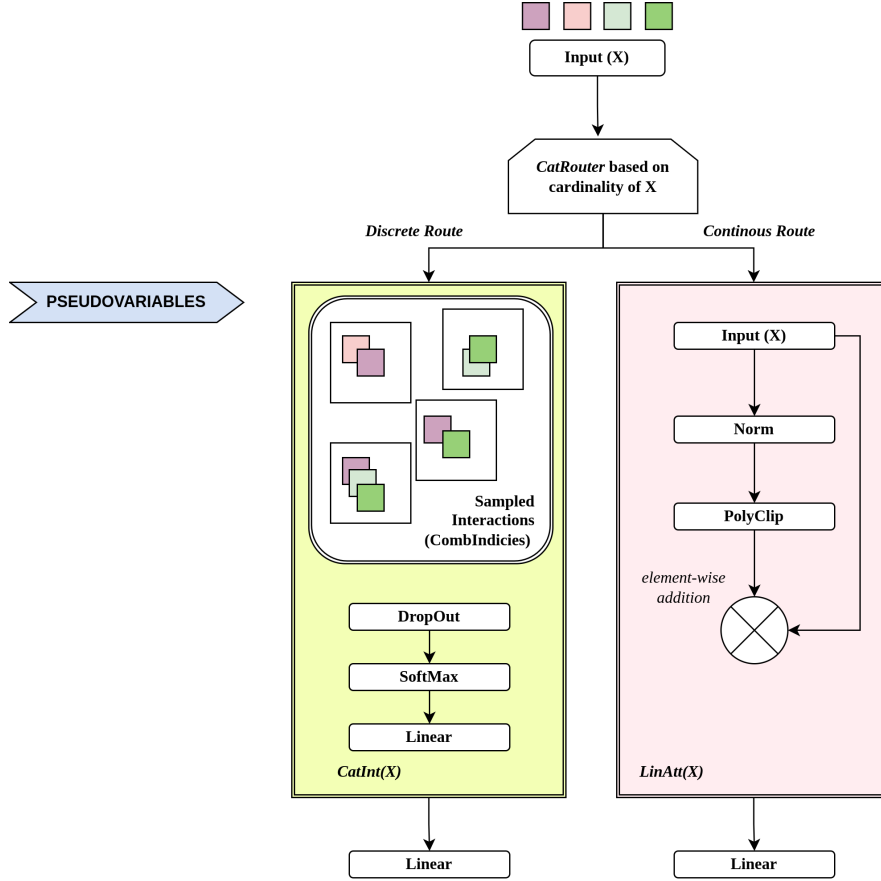 Input (X)
CatRouter based on
cardinality of X
Discrete Route
Continous Route
PSEUDOVARIABLES
Sampled
Interactions
(CombIndicies)
DropOut
SoftMax
Linear
CatInt(X)
Linear
Input (X)
Norm
PolyClip
element-wise
addition
LinAtt(X)
Linear